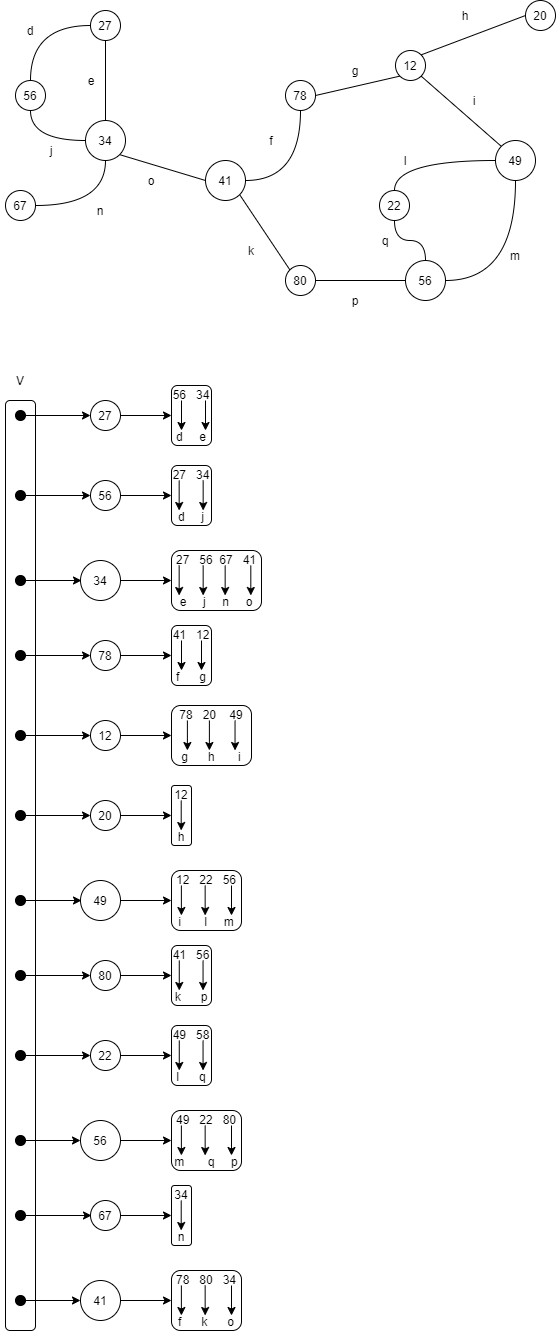 h 20
d 27
g 12
e
56 78
i
f
j 34 l 49
o 41
67 n 22
q
k m
80 56
p
V
56 34
27
d e
27 34
56
d j
27 56 67 41
34
e j n o
41 12
78
f g
78 20 49
12
g h i
12
20
h
12 22 56
49
i l m
41 56
80
k p
49 58
22
l q
49 22 80
56
m q p
34
67
n
78 80 34
41
f k o